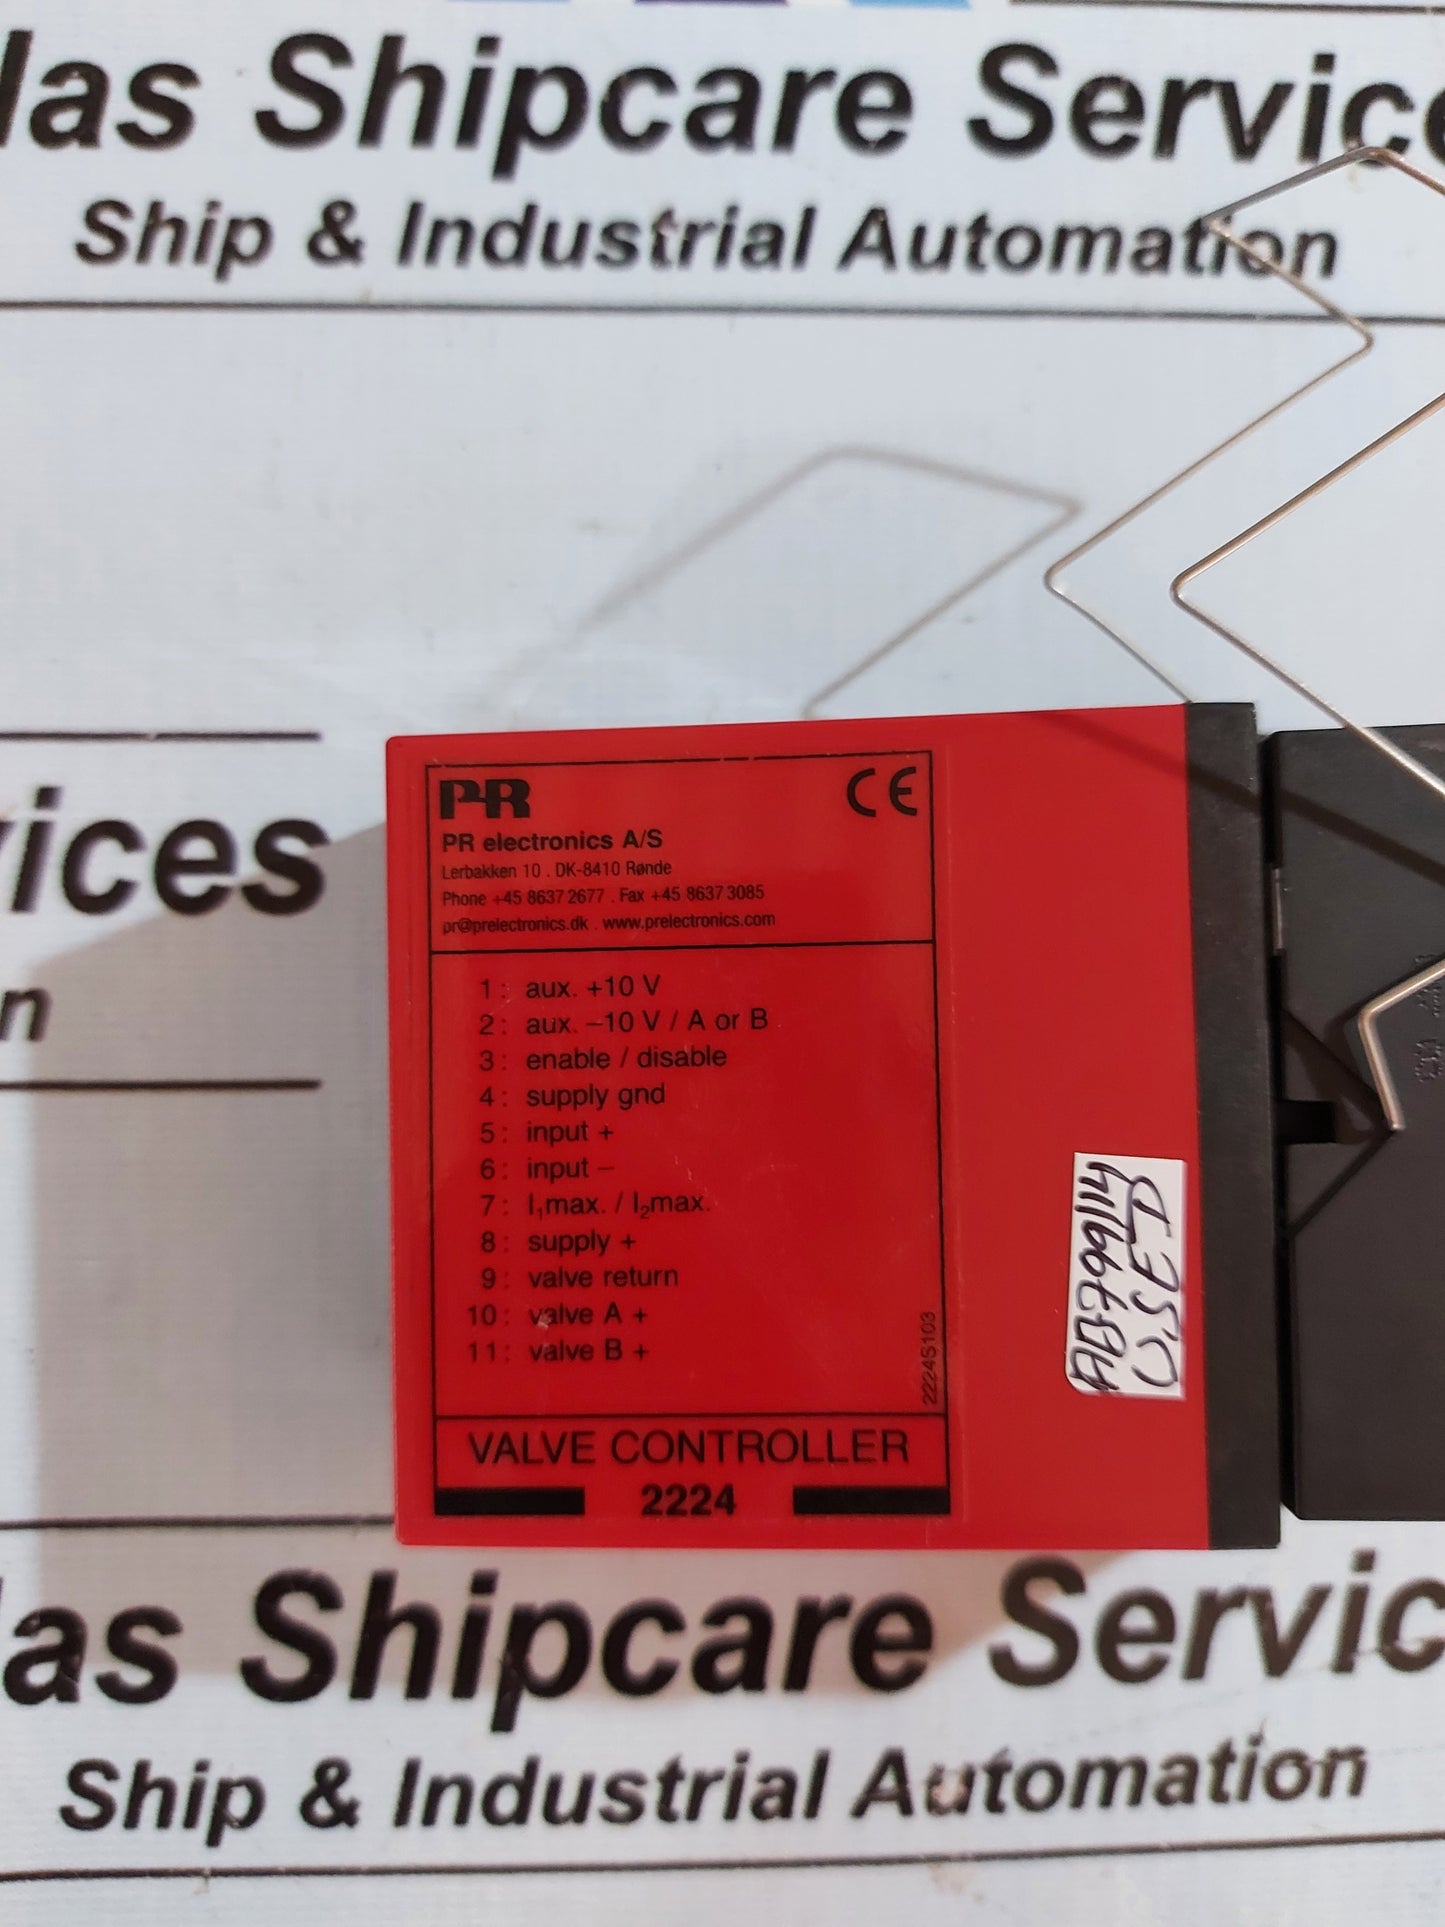 las Shipcare Servic
Ship & Industrial Automation
ices
n
PR
CE
PR electronics A/S
Lerbakken 10 . DK-8410 Rønde
Phone +45 8637 2677 . Fax +45 8637 3085
pr@prelectronics.dk . www.prelectronics.com
1: aux. +10 V
2: aux. –10 V / A or B
3: enable / disable
4: supply gnd
5: input +
6: input –
7: I₁max. / I₂max.
8: supply +
9: valve return
10: valve A +
11: valve B +
2224S103
VALVE CONTROLLER
2224
las Shipcare Servic
Ship & Industrial Automation